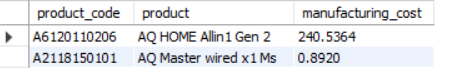 product_code product manufacturing_cost
A6120110206 AQ HOME Allin1 Gen 2 240.5364
A2118150101 AQ Master wired x1 Ms 0.8920